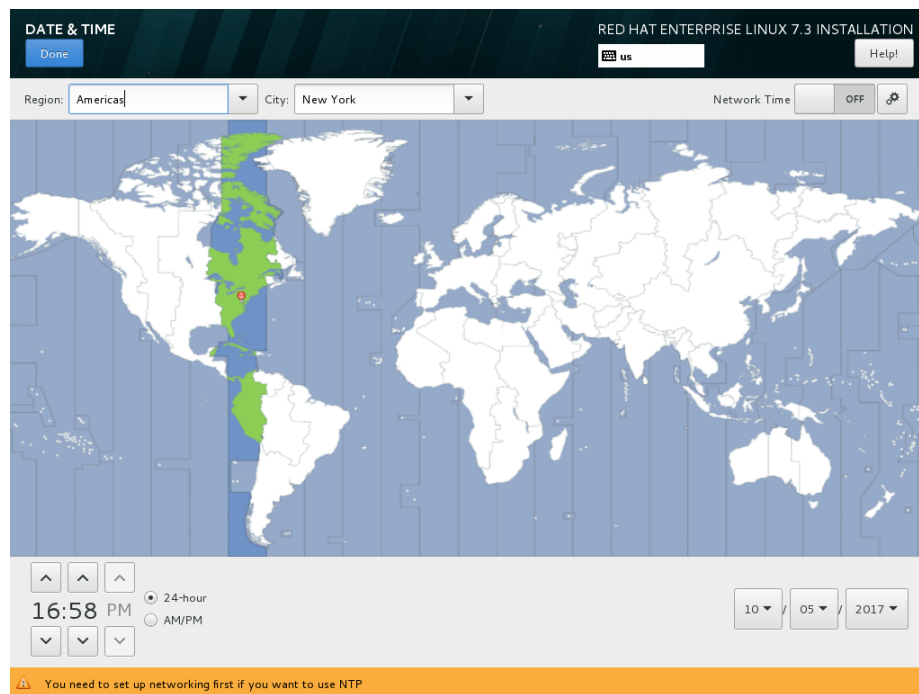 DATE & TIME
RED HAT ENTERPRISE LINUX 7.3 INSTALLATION
Done
us
Help!
Region: Americas City: New York Network Time OFF
16:58 PM
24-hour
AM/PM
10 / 05 / 2017
You need to set up networking first if you want to use NTP